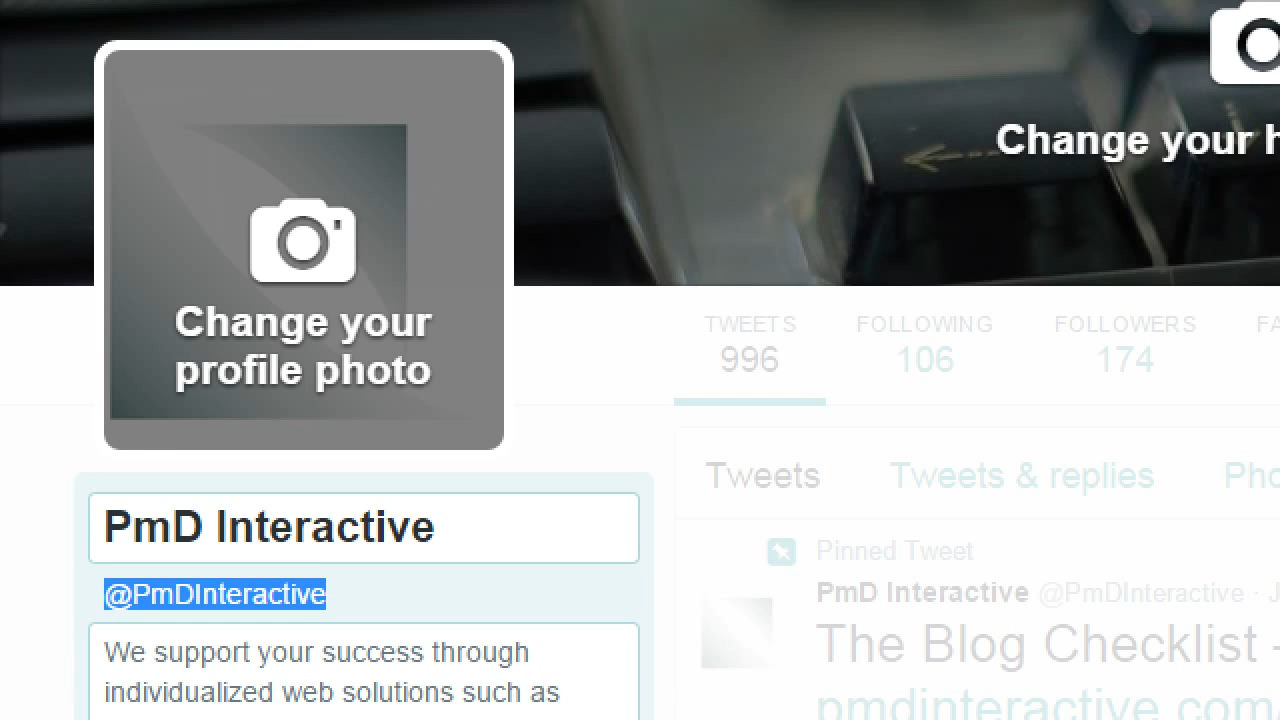 Change your h
Change your
profile photo
TWEETS FOLLOWING FOLLOWERS FA
996 106 174
Tweets Tweets & replies Pho
PmD Interactive
@PmDInteractive
We support your success through
individualized web solutions such as
Pinned Tweet
PmD Interactive @PmDInteractive · J
The Blog Checklist -
pmdinteractive.com/